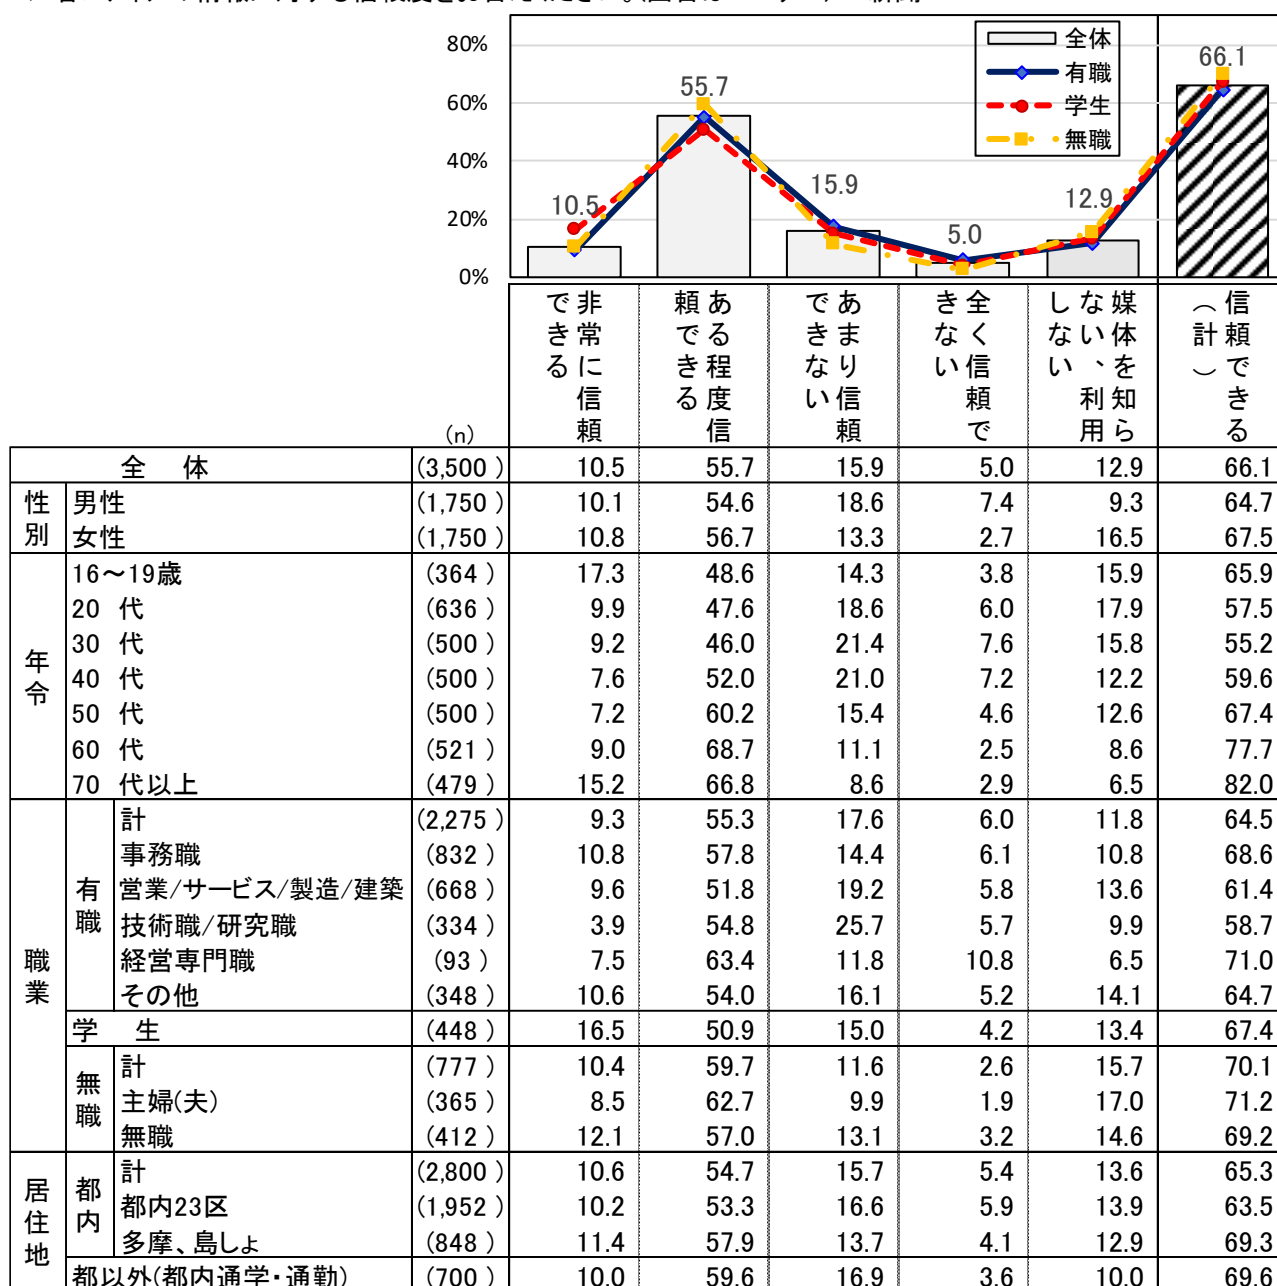 80%
60%
40%
20%
0%
全体
有職
学生
無職
10.5
55.7
15.9
5.0
12.9
66.1
(n)
非常に信頼できる
ある程度信頼できる
あまり信頼できない
全く信頼できない
媒体を知らない、利用しない
信頼できる（計）
全 体 (3,500) 10.5 55.7 15.9 5.0 12.9 66.1
性別
男性 (1,750) 10.1 54.6 18.6 7.4 9.3 64.7
女性 (1,750) 10.8 56.7 13.3 2.7 16.5 67.5
年令
16～19歳 (364) 17.3 48.6 14.3 3.8 15.9 65.9
20 代 (636) 9.9 47.6 18.6 6.0 17.9 57.5
30 代 (500) 9.2 46.0 21.4 7.6 15.8 55.2
40 代 (500) 7.6 52.0 21.0 7.2 12.2 59.6
50 代 (500) 7.2 60.2 15.4 4.6 12.6 67.4
60 代 (521) 9.0 68.7 11.1 2.5 8.6 77.7
70 代以上 (479) 15.2 66.8 8.6 2.9 6.5 82.0
職業
有職
計 (2,275) 9.3 55.3 17.6 6.0 11.8 64.5
事務職 (832) 10.8 57.8 14.4 6.1 10.8 68.6
営業/サービス/製造/建築 (668) 9.6 51.8 19.2 5.8 13.6 61.4
技術職/研究職 (334) 3.9 54.8 25.7 5.7 9.9 58.7
経営専門職 (93) 7.5 63.4 11.8 10.8 6.5 71.0
その他 (348) 10.6 54.0 16.1 5.2 14.1 64.7
学 生 (448) 16.5 50.9 15.0 4.2 13.4 67.4
無職
計 (777) 10.4 59.7 11.6 2.6 15.7 70.1
主婦(夫) (365) 8.5 62.7 9.9 1.9 17.0 71.2
無職 (412) 12.1 57.0 13.1 3.2 14.6 69.2
居住地
都内
計 (2,800) 10.6 54.7 15.7 5.4 13.6 65.3
都内23区 (1,952) 10.2 53.3 16.6 5.9 13.9 63.5
多摩、島しょ (848) 11.4 57.9 13.7 4.1 12.9 69.3
都以外(都内通学・通勤) (700) 10.0 59.6 16.9 3.6 10.0 69.6